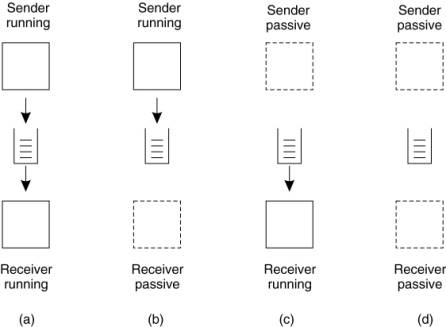 Sender
running
Sender
running
Sender
passive
Sender
passive
Receiver
running
Receiver
passive
Receiver
running
Receiver
passive
(a)
(b)
(c)
(d)